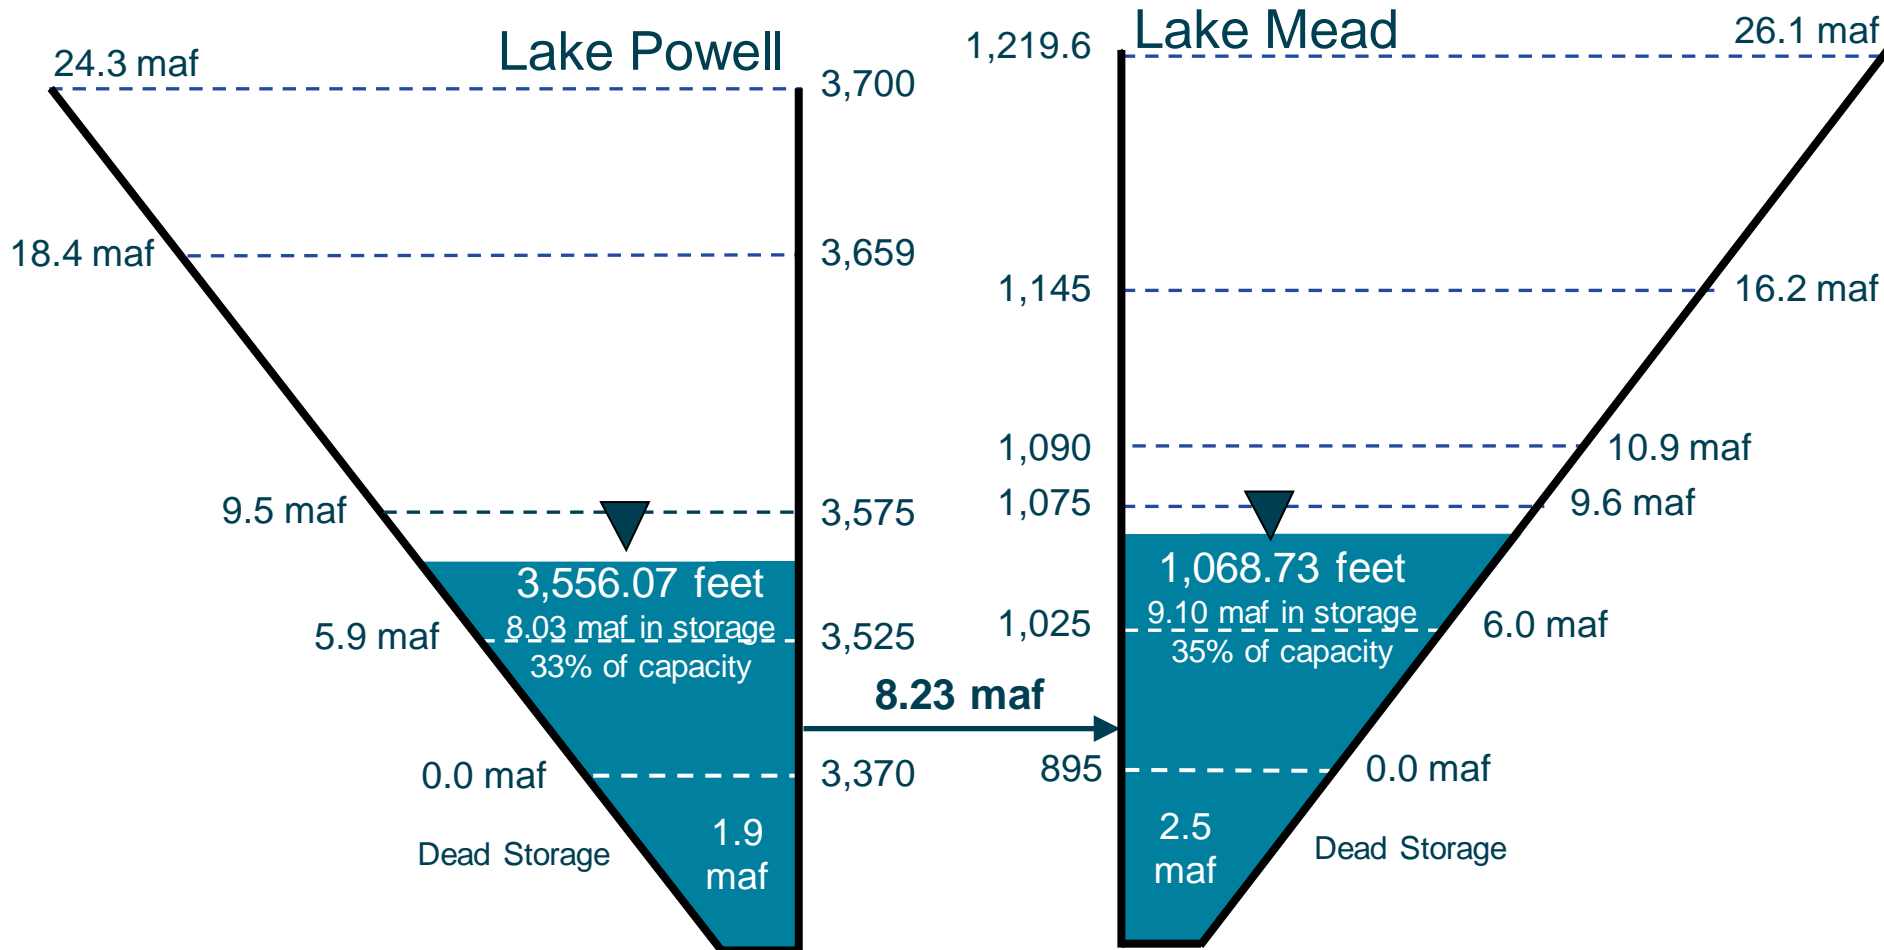 Lake Powell
24.3 maf
3,700
18.4 maf
3,659
9.5 maf
3,575
3,556.07 feet
8.03 maf in storage
5.9 maf
3,525
33% of capacity
8.23 maf
0.0 maf
3,370
1.9
maf
Dead Storage
Lake Mead
1,219.6
26.1 maf
1,145
16.2 maf
1,090
10.9 maf
1,075
9.6 maf
1,068.73 feet
9.10 maf in storage
1,025
6.0 maf
35% of capacity
895
0.0 maf
2.5
maf
Dead Storage